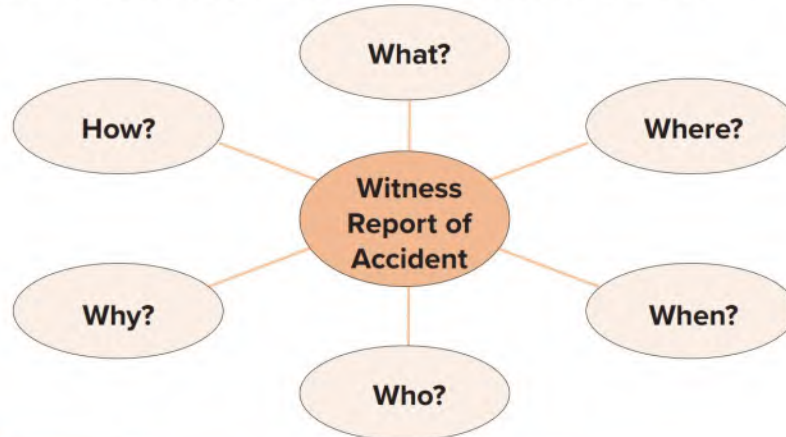 What?
How?
Where?
Witness
Report of
Accident
Why?
When?
Who?